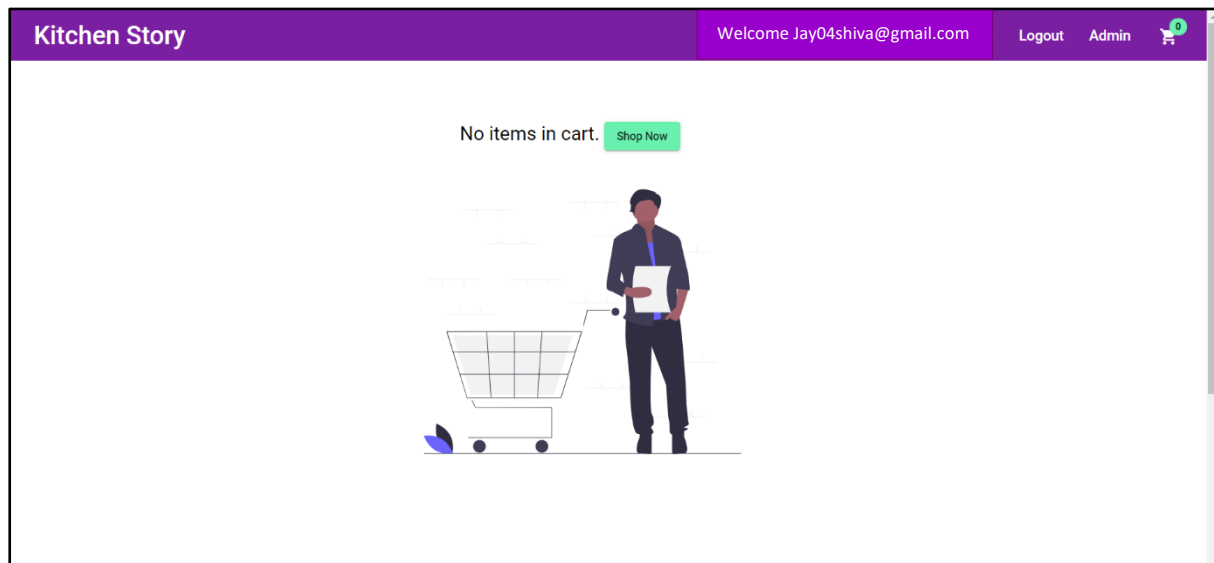 Kitchen Story
Welcome Jay04shiva@gmail.com
Logout
Admin
0
No items in cart.
Shop Now